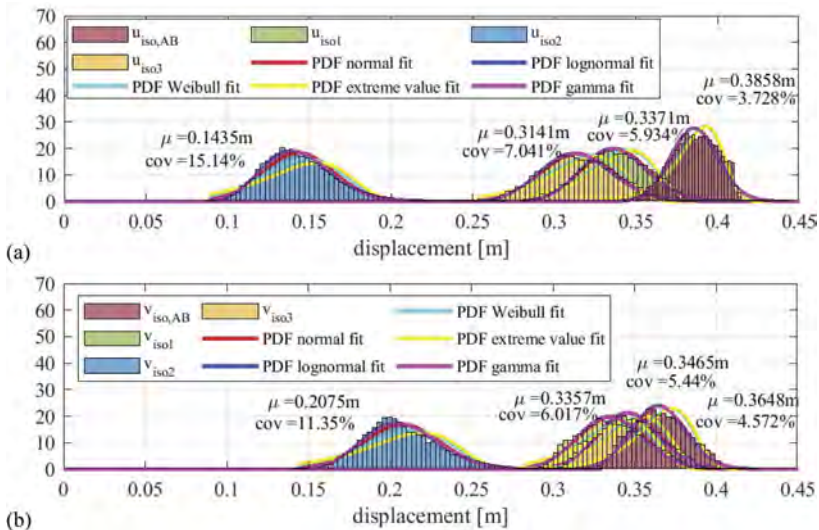 70
60
50
40
30
20
10
0
u_iso,AB u_iso1 u_iso2
u_iso3 PDF normal fit PDF lognormal fit
PDF Weibull fit PDF extreme value fit PDF gamma fit
μ =0.3858m
cov =3.728%
μ =0.3371m
cov =5.934%
μ =0.3141m
cov =7.041%
μ =0.1435m
cov =15.14%
0 0.05 0.1 0.15 0.2 0.25 0.3 0.35 0.4 0.45
displacement [m]
(a)
70
60
50
40
30
20
10
0
v_iso,AB v_iso3 PDF Weibull fit
v_iso1 PDF normal fit PDF extreme value fit
v_iso2 PDF lognormal fit PDF gamma fit
μ =0.3465m
cov =5.44%
μ =0.3357m
cov =6.017%
μ =0.3648m
cov =4.572%
μ =0.2075m
cov =11.35%
0 0.05 0.1 0.15 0.2 0.25 0.3 0.35 0.4 0.45
displacement [m]
(b)